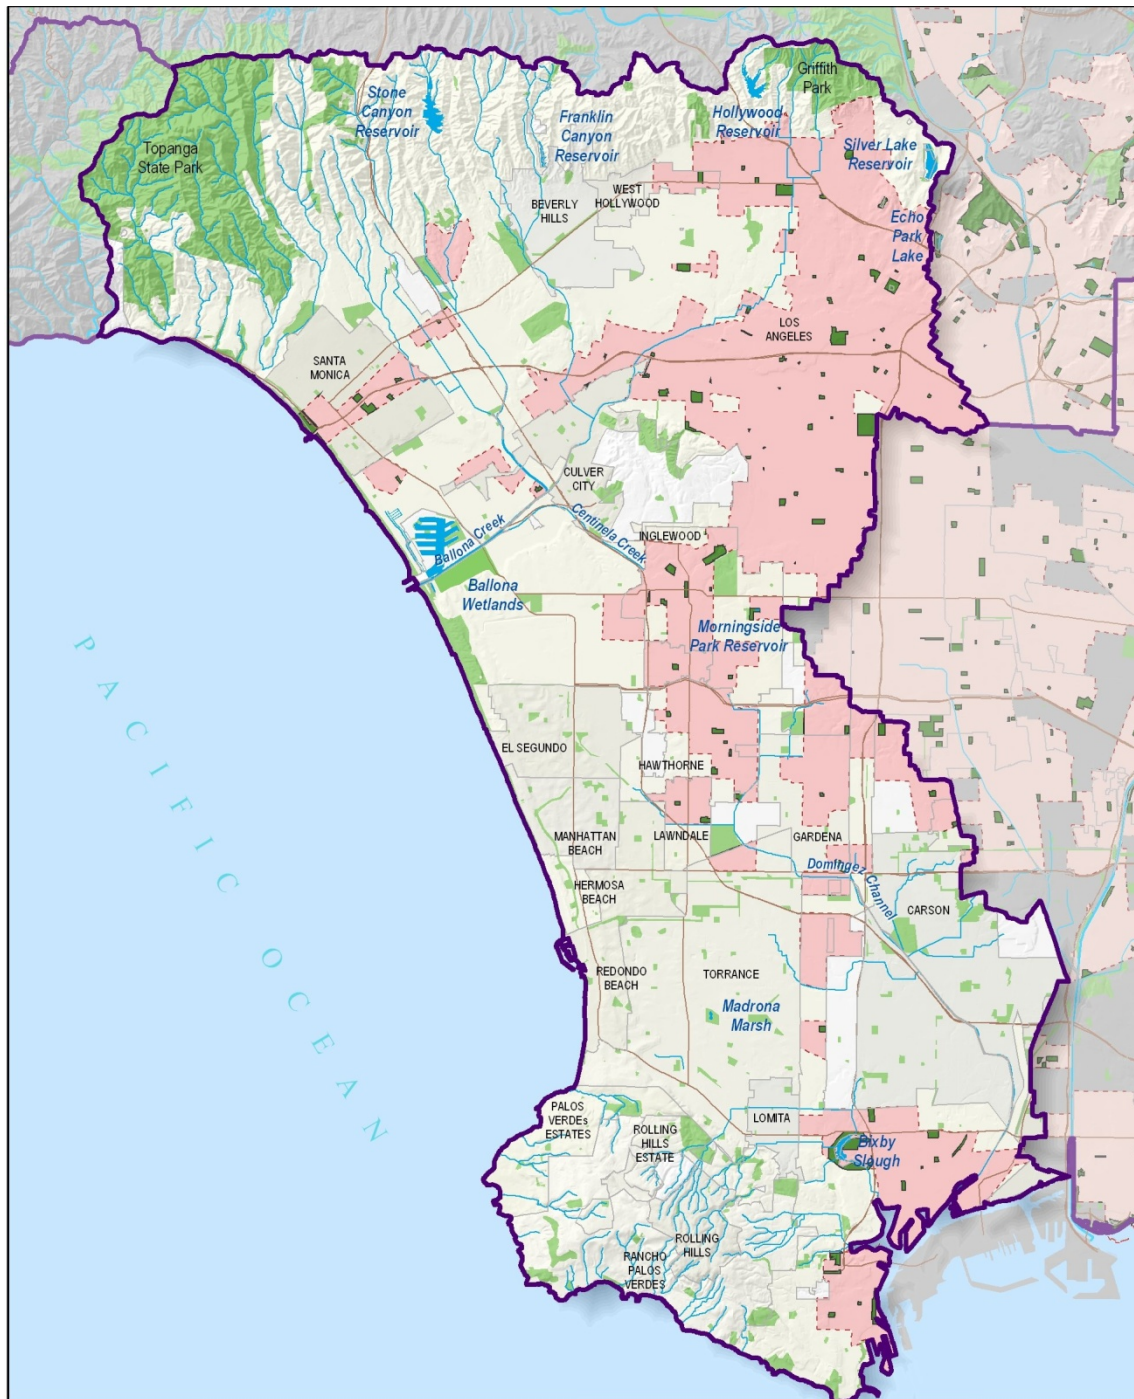 Griffith
Park
Stone
Canyon
Reservoir
Franklin
Canyon
Reservoir
Hollywood
Reservoir
Silver Lake
Reservoir
Topanga
State Park
WEST
HOLLYWOOD
BEVERLY
HILLS
Echo
Park
Lake
LOS
ANGELES
SANTA
MONICA
CULVER
CITY
Centinela Creek
INGLEWOOD
Ballona Creek
Ballona
Wetlands
Morningside
Park Reservoir
PACIFIC OCEAN
EL SEGUNDO
HAWTHORNE
MANHATTAN
BEACH
LAWNDALE
GARDENA
Domingez Channel
HERMOSA
BEACH
CARSON
REDONDO
BEACH
TORRANCE
Madrona
Marsh
PALOS
VERDEs
ESTATES
ROLLING
HILLS
ESTATE
LOMITA
Bixby
Slough
ROLLING
HILLS
RANCHO
PALOS
VERDES